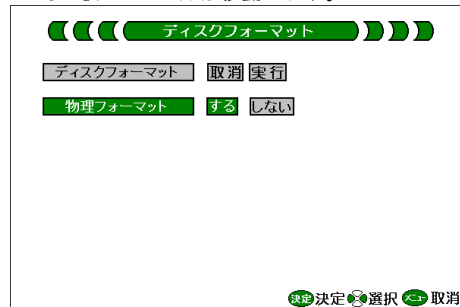 ディスクフォーマット
ディスクフォーマット 取消 実行
物理フォーマット する しない
決定 決定 選択 メニュー 取消